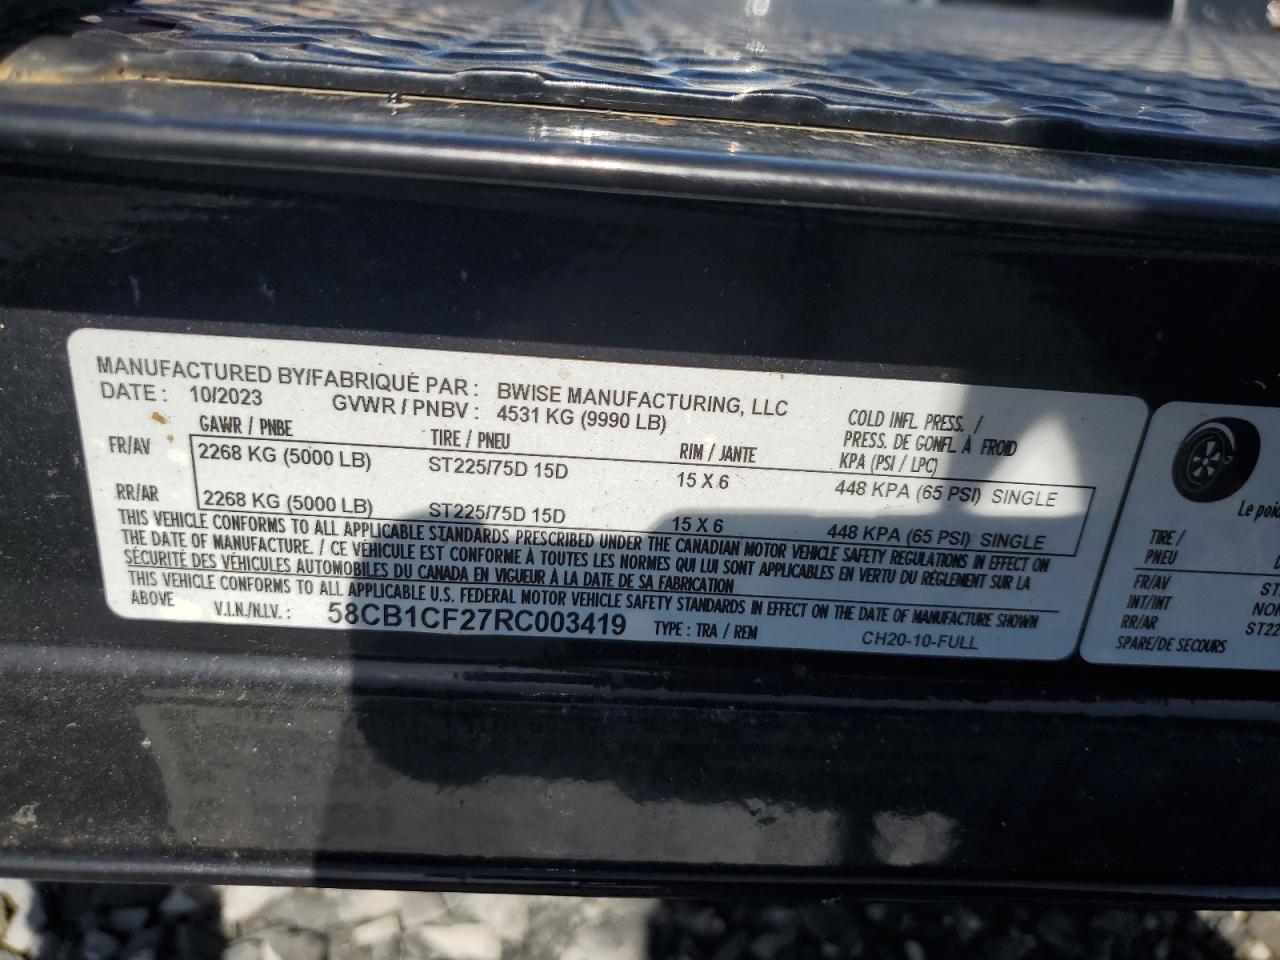 MANUFACTURED BY/FABRIQUÉ PAR : BWISE MANUFACTURING, LLC
DATE : 10/2023 GVWR / PNBV : 4531 KG (9990 LB)
GAWR / PNBE TIRE / PNEU RIM / JANTE COLD INFL. PRESS. / PRESS. DE GONFL. À FROID KPA (PSI / LPC)
FR/AV 2268 KG (5000 LB) ST225/75D 15D 15 X 6 448 KPA (65 PSI) SINGLE
RR/AR 2268 KG (5000 LB) ST225/75D 15D 15 X 6 448 KPA (65 PSI) SINGLE
THIS VEHICLE CONFORMS TO ALL APPLICABLE STANDARDS PRESCRIBED UNDER THE CANADIAN MOTOR VEHICLE SAFETY REGULATIONS IN EFFECT ON
THE DATE OF MANUFACTURE. / CE VÉHICULE EST CONFORME À TOUTES LES NORMES QUI LUI SONT APPLICABLES EN VERTU DU RÈGLEMENT SUR LA
SÉCURITÉ DES VÉHICULES AUTOMOBILES DU CANADA EN VIGUEUR À LA DATE DE SA FABRICATION
THIS VEHICLE CONFORMS TO ALL APPLICABLE U.S. FEDERAL MOTOR VEHICLE SAFETY STANDARDS IN EFFECT ON THE DATE OF MANUFACTURE SHOWN
ABOVE
V.I.N./N.I.V. : 58CB1CF27RC003419 TYPE : TRA / REM CH20-10-FULL
Le poid
TIRE /
PNEU
FR/AV ST
INT/INT NON
RR/AR ST22
SPARE/DE SECOURS